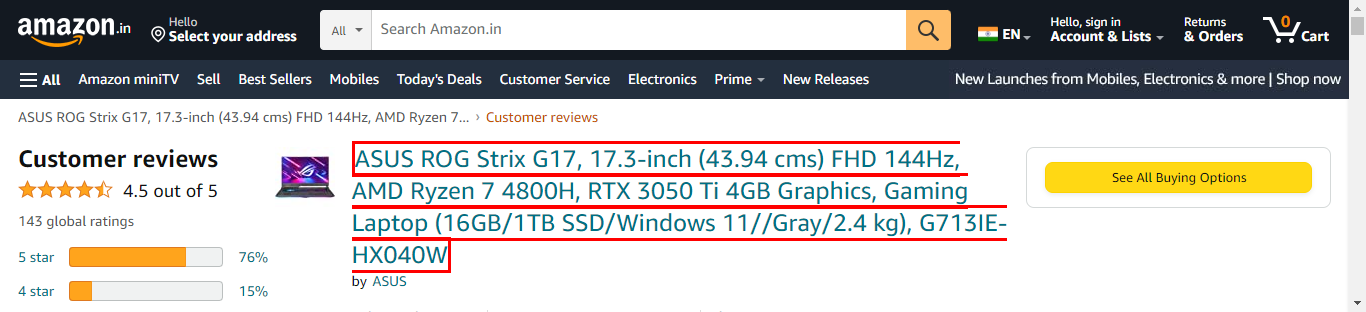 amazon.in
Hello
Select your address
All
Search Amazon.in
EN
Hello, sign in
Account & Lists
Returns
& Orders
0
Cart
All
Amazon miniTV
Sell
Best Sellers
Mobiles
Today's Deals
Customer Service
Electronics
Prime
New Releases
New Launches from Mobiles, Electronics & more | Shop now
ASUS ROG Strix G17, 17.3-inch (43.94 cms) FHD 144Hz, AMD Ryzen 7... › Customer reviews
Customer reviews
4.5 out of 5
143 global ratings
5 star 76%
4 star 15%
ASUS ROG Strix G17, 17.3-inch (43.94 cms) FHD 144Hz,
AMD Ryzen 7 4800H, RTX 3050 Ti 4GB Graphics, Gaming
Laptop (16GB/1TB SSD/Windows 11//Gray/2.4 kg), G713IE-
HX040W
by ASUS
See All Buying Options